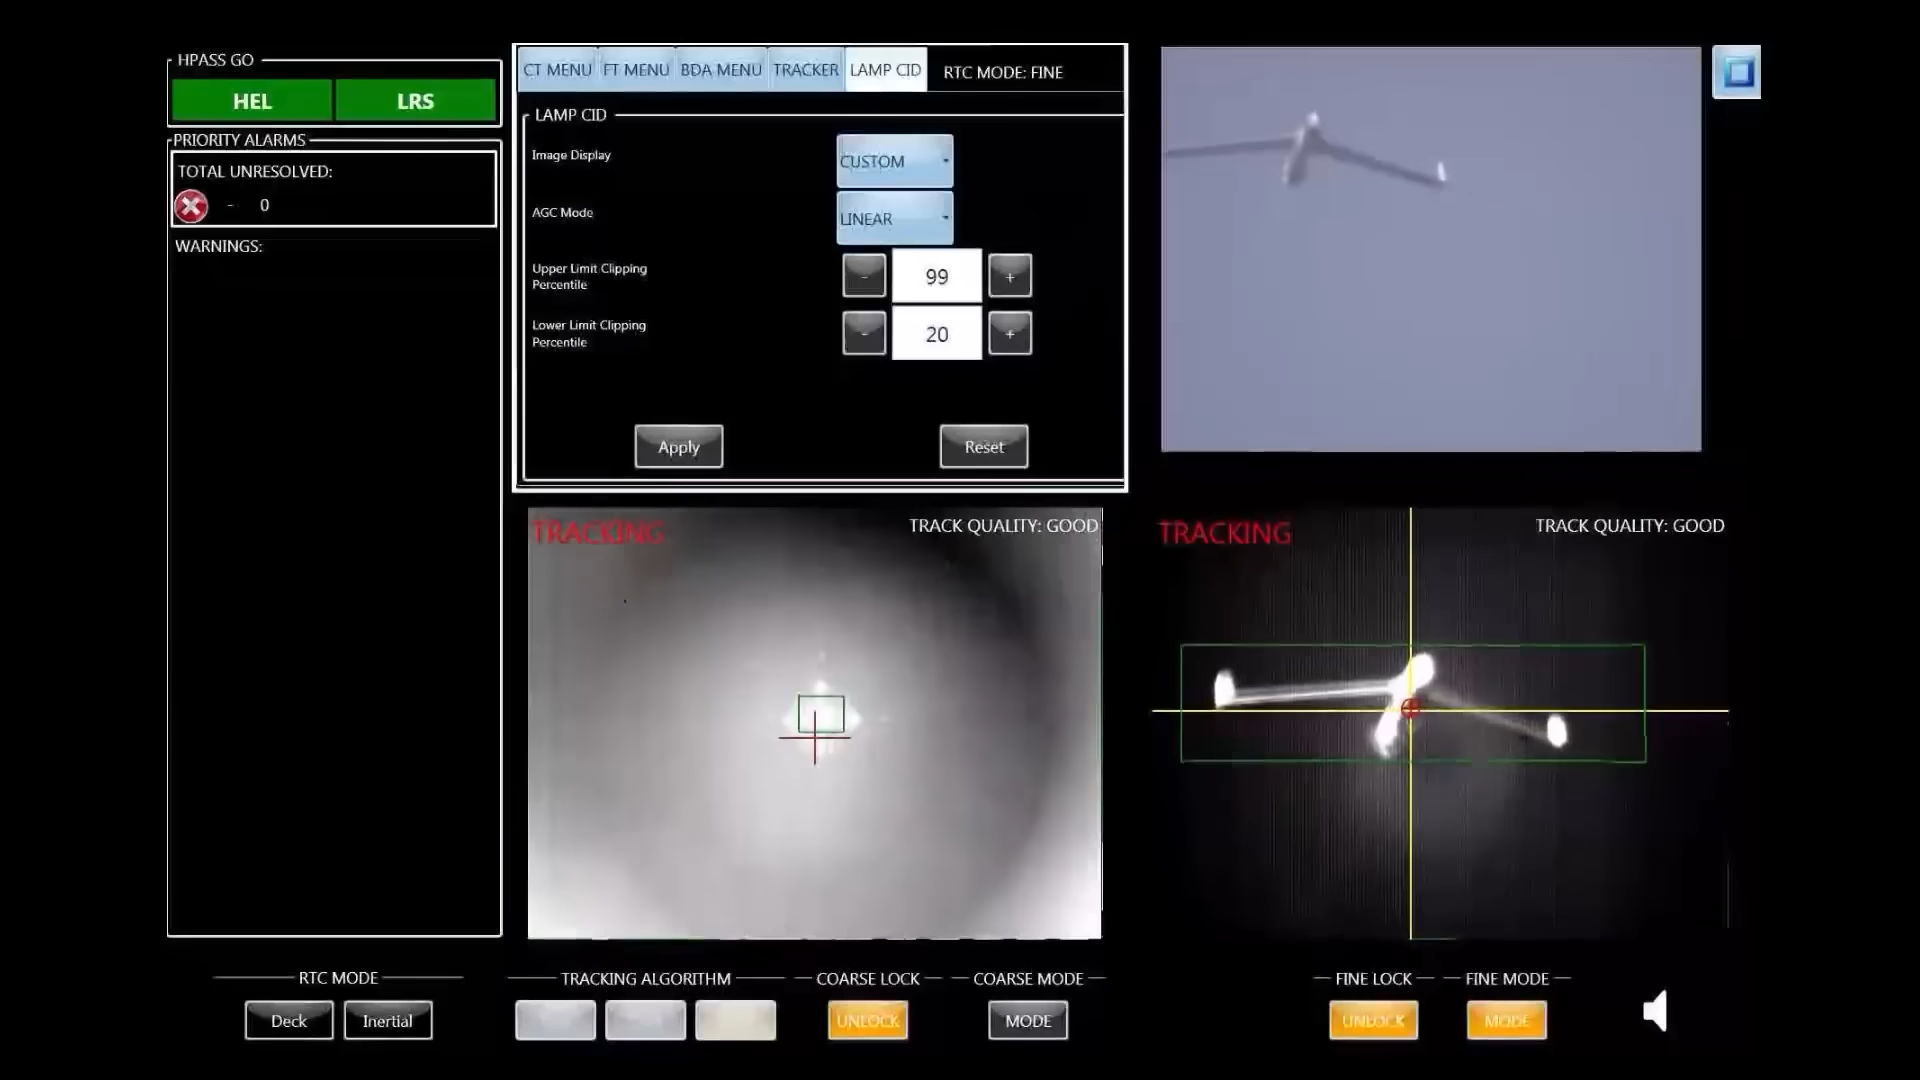 HPASS GO
HEL
LRS
PRIORITY ALARMS
TOTAL UNRESOLVED:
- 0
WARNINGS:
CT MENU
FT MENU
BDA MENU
TRACKER
LAMP CID
RTC MODE: FINE
LAMP CID
Image Display
CUSTOM
AGC Mode
LINEAR
Upper Limit Clipping
Percentile
- 99 +
Lower Limit Clipping
Percentile
- 20 +
Apply
Reset
TRACKING
TRACK QUALITY: GOOD
TRACKING
TRACK QUALITY: GOOD
RTC MODE
Deck
Inertial
TRACKING ALGORITHM
COARSE LOCK
UNLOCK
COARSE MODE
MODE
FINE LOCK
UNLOCK
FINE MODE
MODE